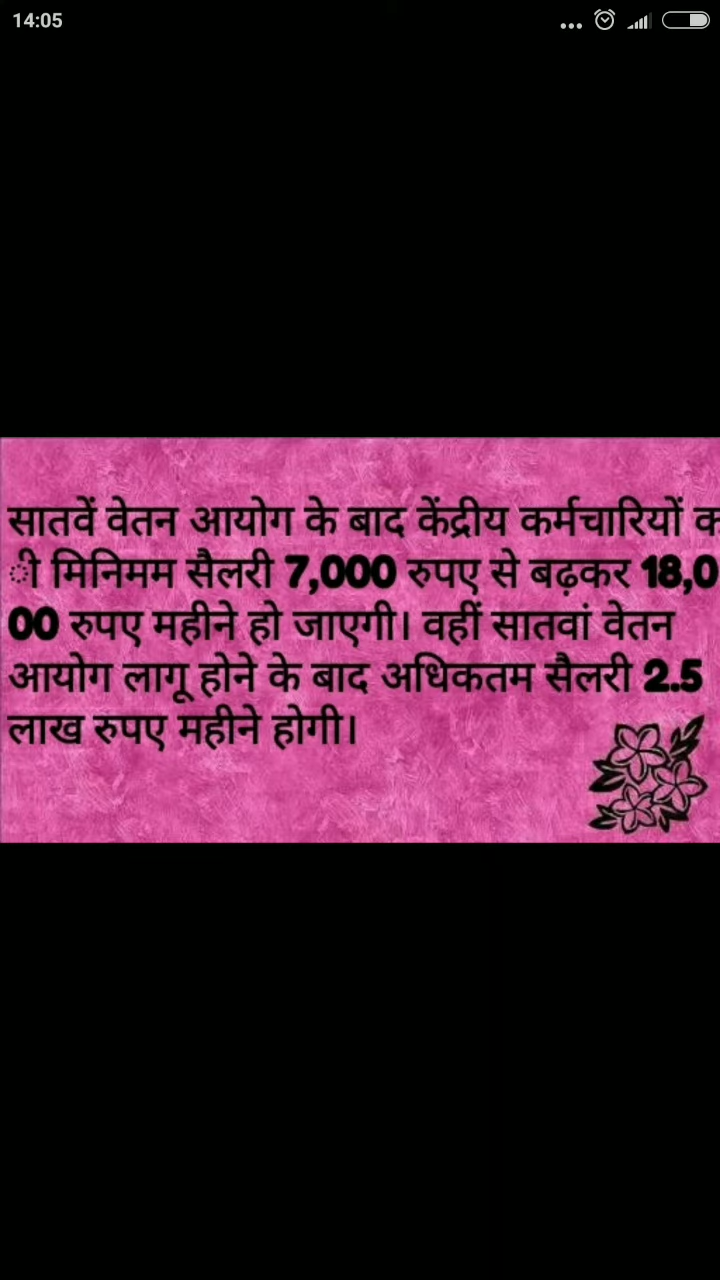 14:05
सातवें वेतन आयोग के बाद केंद्रीय कर्मचारियों क
ी मिनिमम सैलरी 7,000 रुपए से बढ़कर 18,0
00 रुपए महीने हो जाएगी। वहीं सातवां वेतन
आयोग लागू होने के बाद अधिकतम सैलरी 2.5
लाख रुपए महीने होगी।